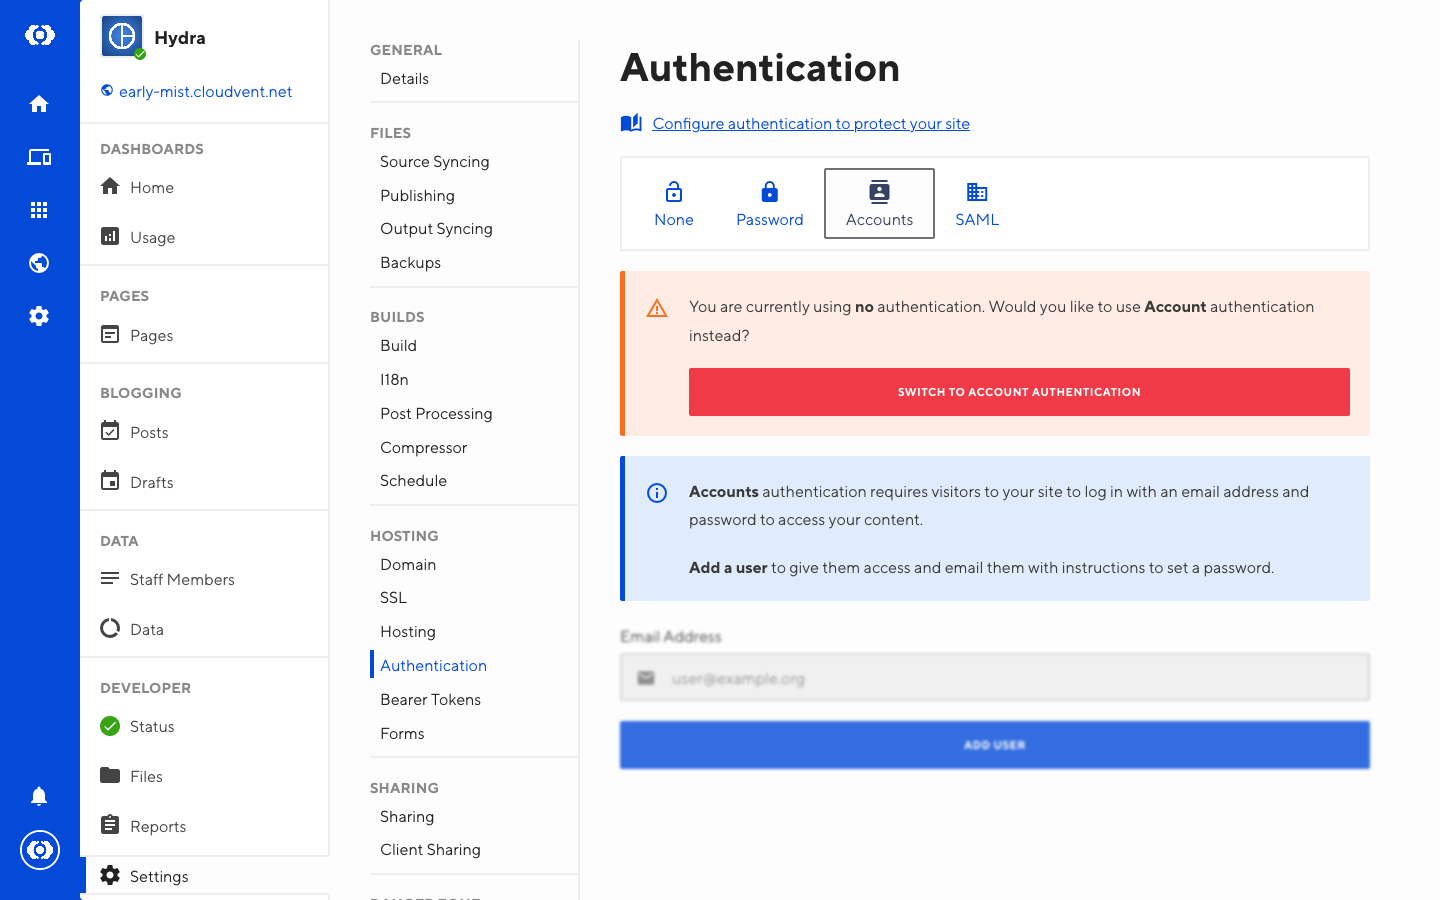 Hydra
early-mist.cloudvent.net
DASHBOARDS
Home
Usage
PAGES
Pages
BLOGGING
Posts
Drafts
DATA
Staff Members
Data
DEVELOPER
Status
Files
Reports
Settings
GENERAL
Details
FILES
Source Syncing
Publishing
Output Syncing
Backups
BUILDS
Build
I18n
Post Processing
Compressor
Schedule
HOSTING
Domain
SSL
Hosting
Authentication
Bearer Tokens
Forms
SHARING
Sharing
Client Sharing
DANGER ZONE
Authentication
Configure authentication to protect your site
None
Password
Accounts
SAML
You are currently using no authentication. Would you like to use Account authentication
instead?
SWITCH TO ACCOUNT AUTHENTICATION
Accounts authentication requires visitors to your site to log in with an email address and
password to access your content.
Add a user to give them access and email them with instructions to set a password.
Email Address
user@example.org
ADD USER